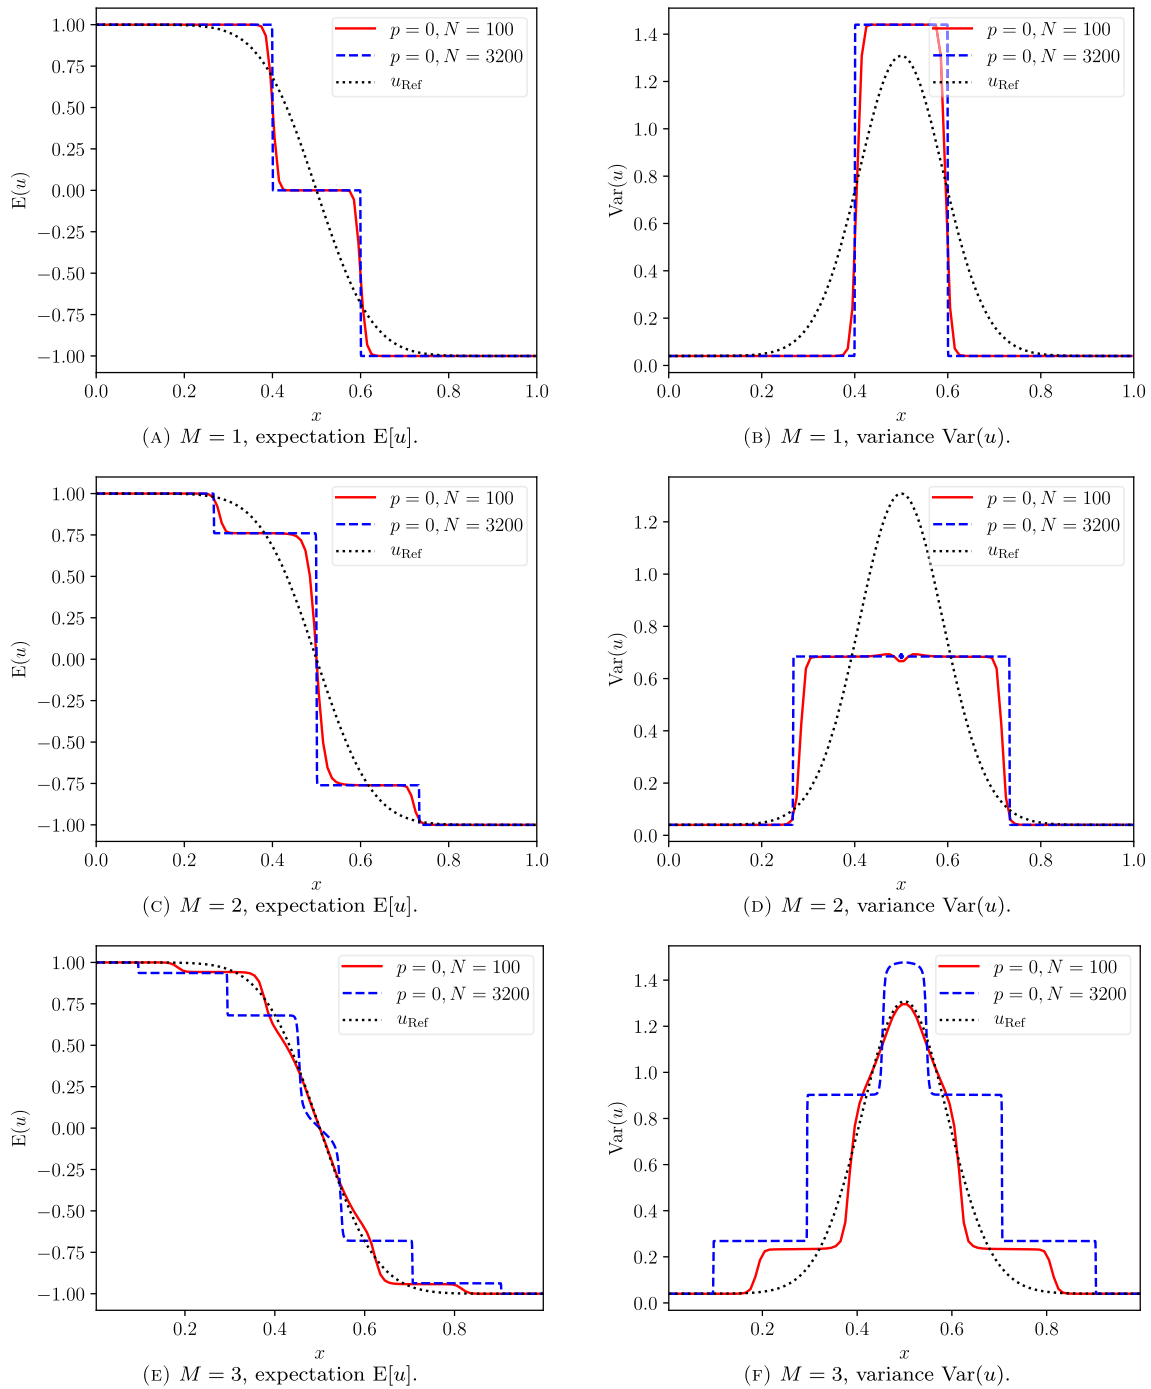 1.00
0.75
0.50
0.25
0.00
−0.25
−0.50
−0.75
−1.00
E(u)
0.0 0.2 0.4 0.6 0.8 1.0
x
p = 0, N = 100
p = 0, N = 3200
u_Ref
(A) M = 1, expectation E[u].
1.4
1.2
1.0
0.8
0.6
0.4
0.2
0.0
Var(u)
0.0 0.2 0.4 0.6 0.8 1.0
x
p = 0, N = 100
p = 0, N = 3200
u_Ref
(B) M = 1, variance Var(u).
1.00
0.75
0.50
0.25
0.00
−0.25
−0.50
−0.75
−1.00
E(u)
0.0 0.2 0.4 0.6 0.8 1.0
x
p = 0, N = 100
p = 0, N = 3200
u_Ref
(C) M = 2, expectation E[u].
1.2
1.0
0.8
0.6
0.4
0.2
0.0
Var(u)
0.0 0.2 0.4 0.6 0.8 1.0
x
p = 0, N = 100
p = 0, N = 3200
u_Ref
(D) M = 2, variance Var(u).
1.00
0.75
0.50
0.25
0.00
−0.25
−0.50
−0.75
−1.00
E(u)
0.2 0.4 0.6 0.8
x
p = 0, N = 100
p = 0, N = 3200
u_Ref
(E) M = 3, expectation E[u].
1.4
1.2
1.0
0.8
0.6
0.4
0.2
0.0
Var(u)
0.2 0.4 0.6 0.8
x
p = 0, N = 100
p = 0, N = 3200
u_Ref
(F) M = 3, variance Var(u).